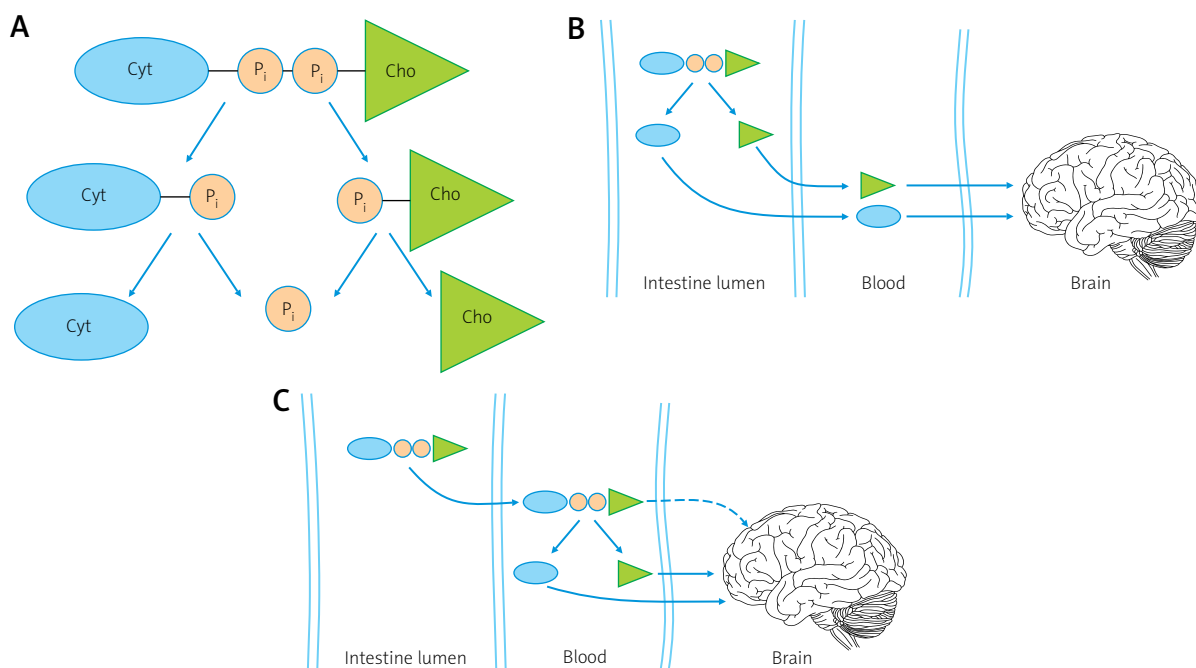 A
Cyt
Pi
Pi
Cho
Cyt
Pi
Pi
Cho
Cyt
Pi
Cho
B
Intestine lumen
Blood
Brain
C
Intestine lumen
Blood
Brain